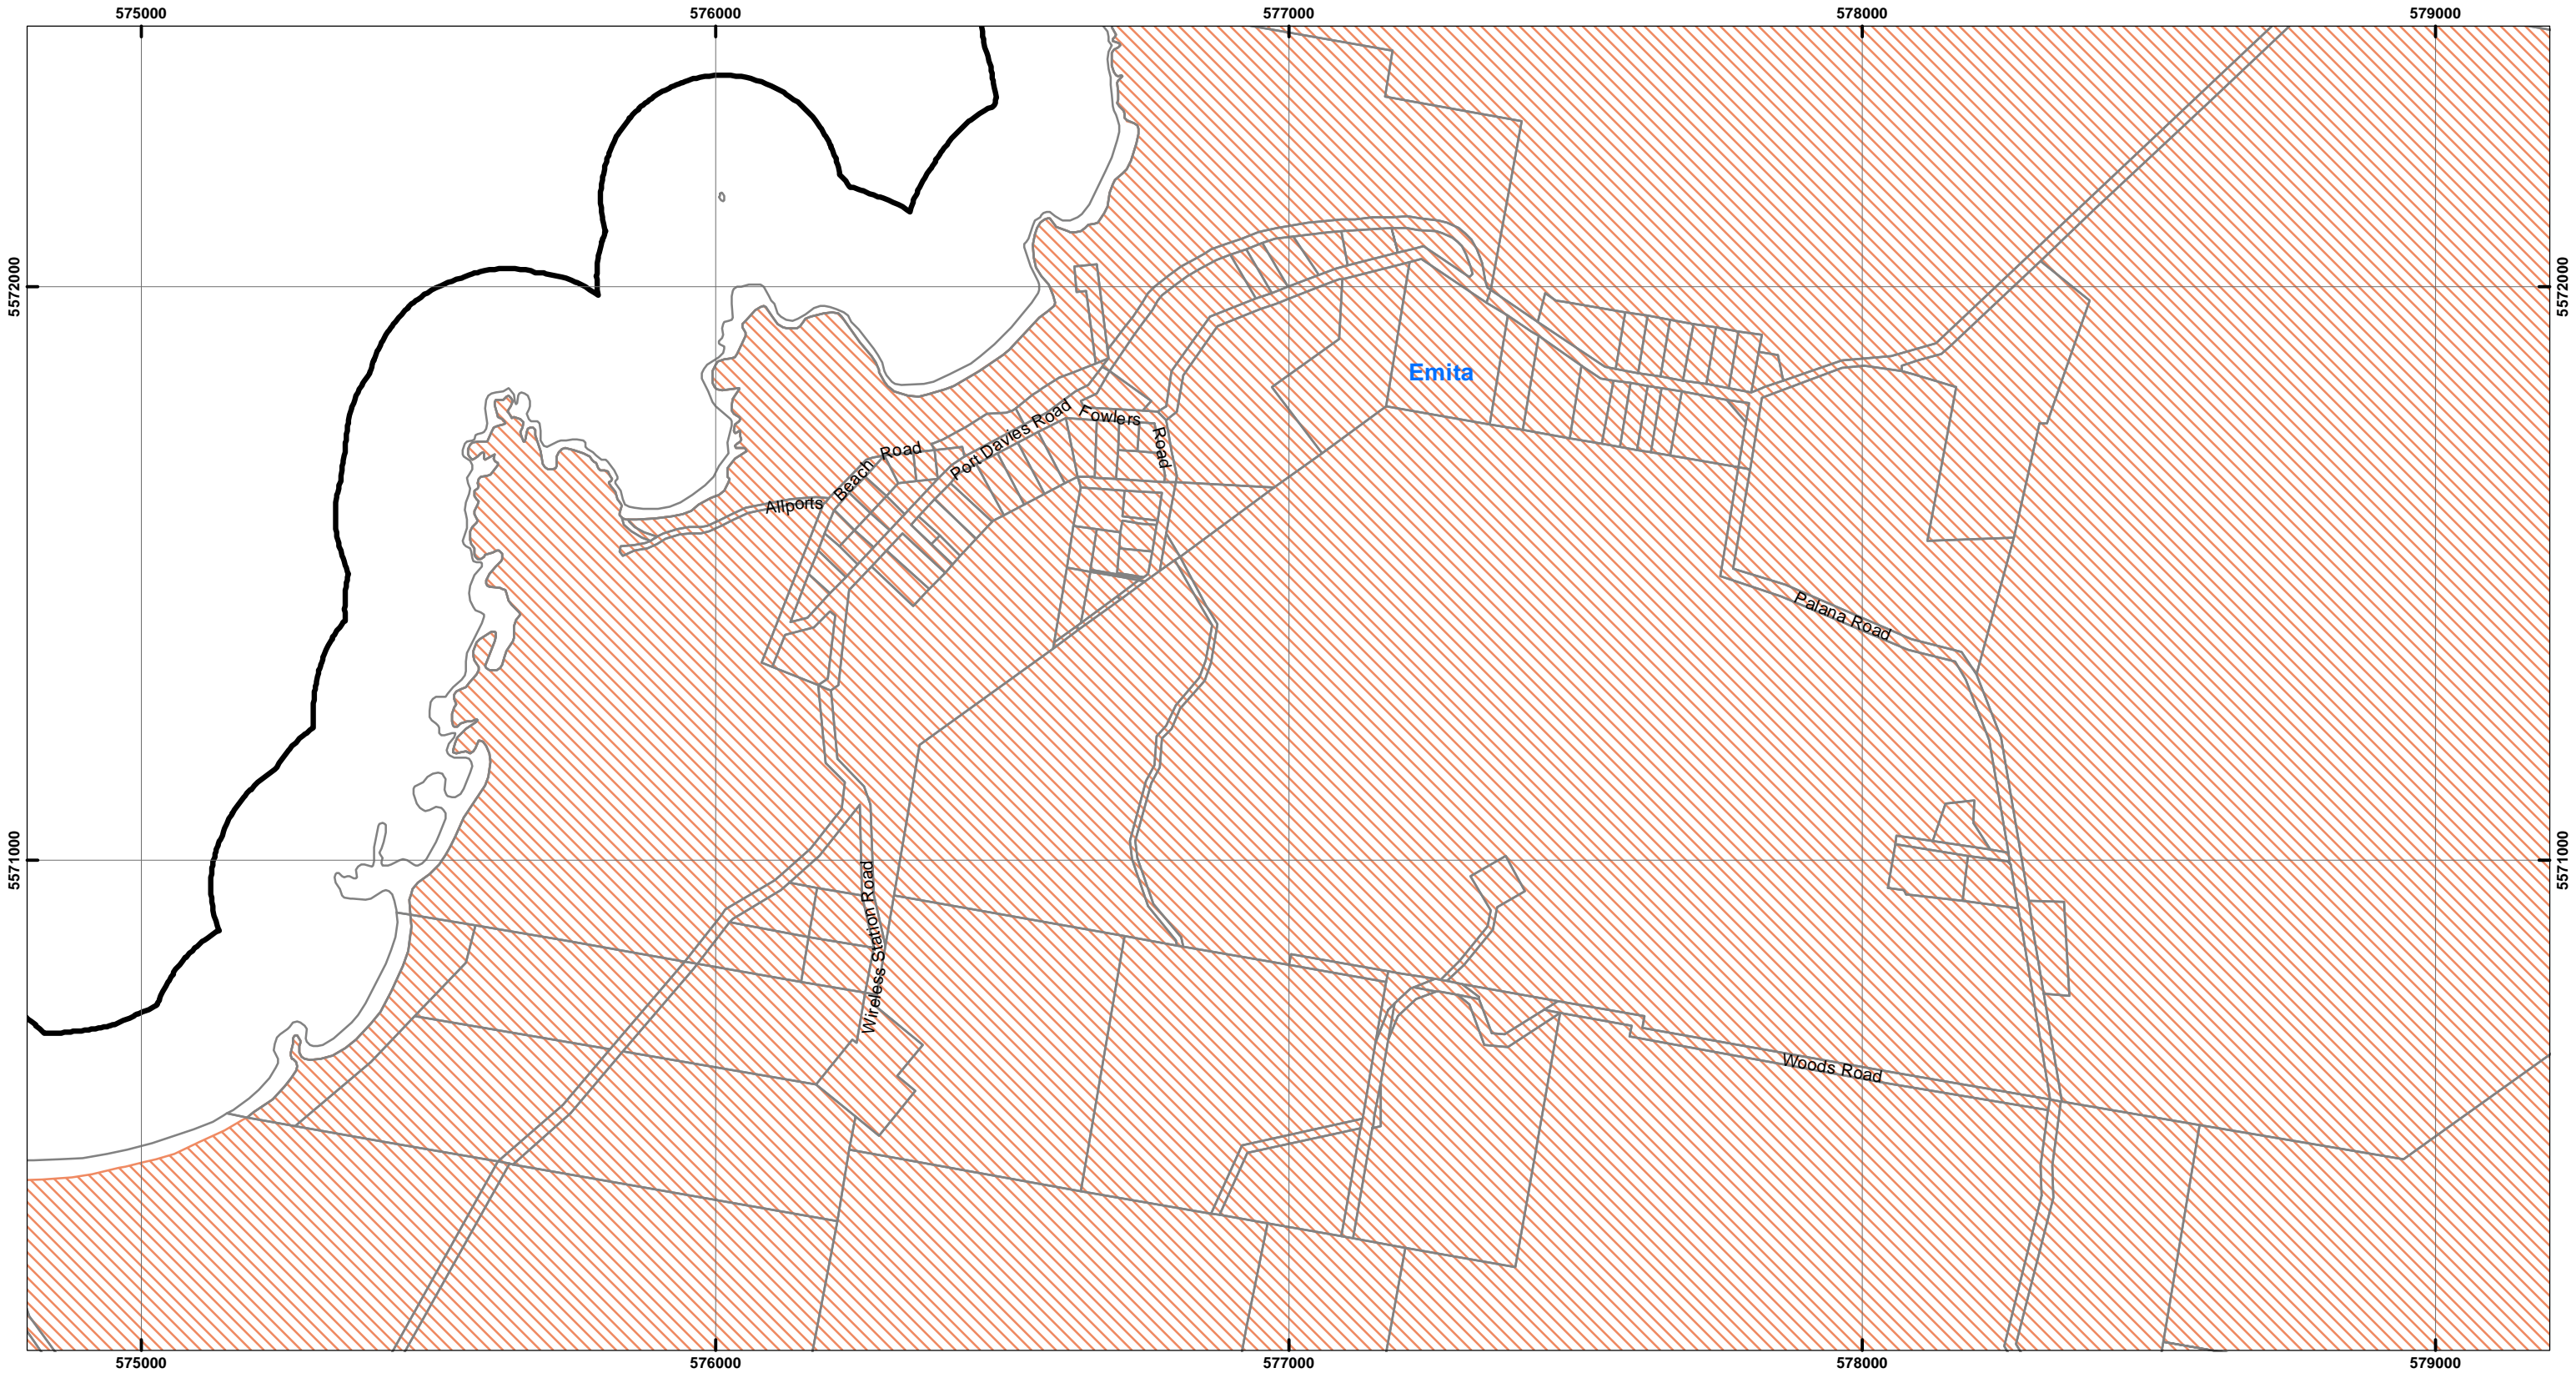 575000
576000
577000
578000
579000
5572000
5572000
Emita
Port Davies Road
Fowlers
Road
Allports Beach Road
Palana Road
5571000
5571000
Wireless Station Road
Woods Road
575000
576000
577000
578000
579000